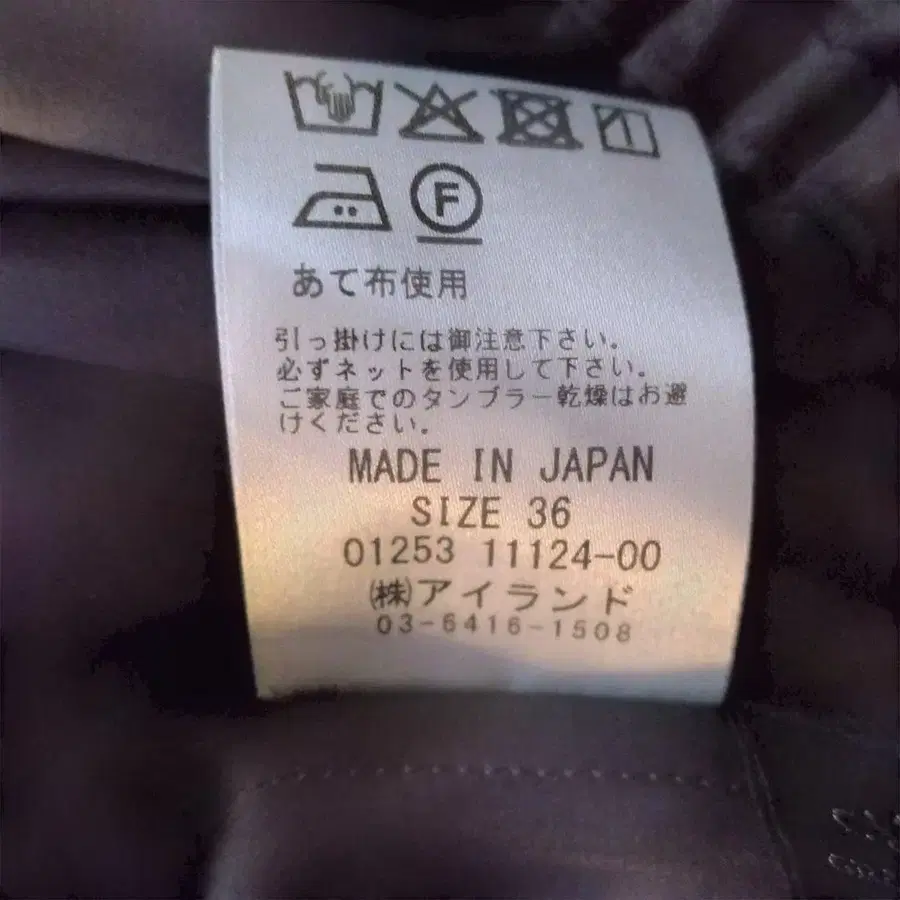 F
あて布使用
引っ掛けには御注意下さい。
必ずネットを使用して下さい。
ご家庭でのタンブラー乾燥はお避
けください。
MADE IN JAPAN
SIZE 36
01253 11124-00
㈱アイランド
03-6416-1508